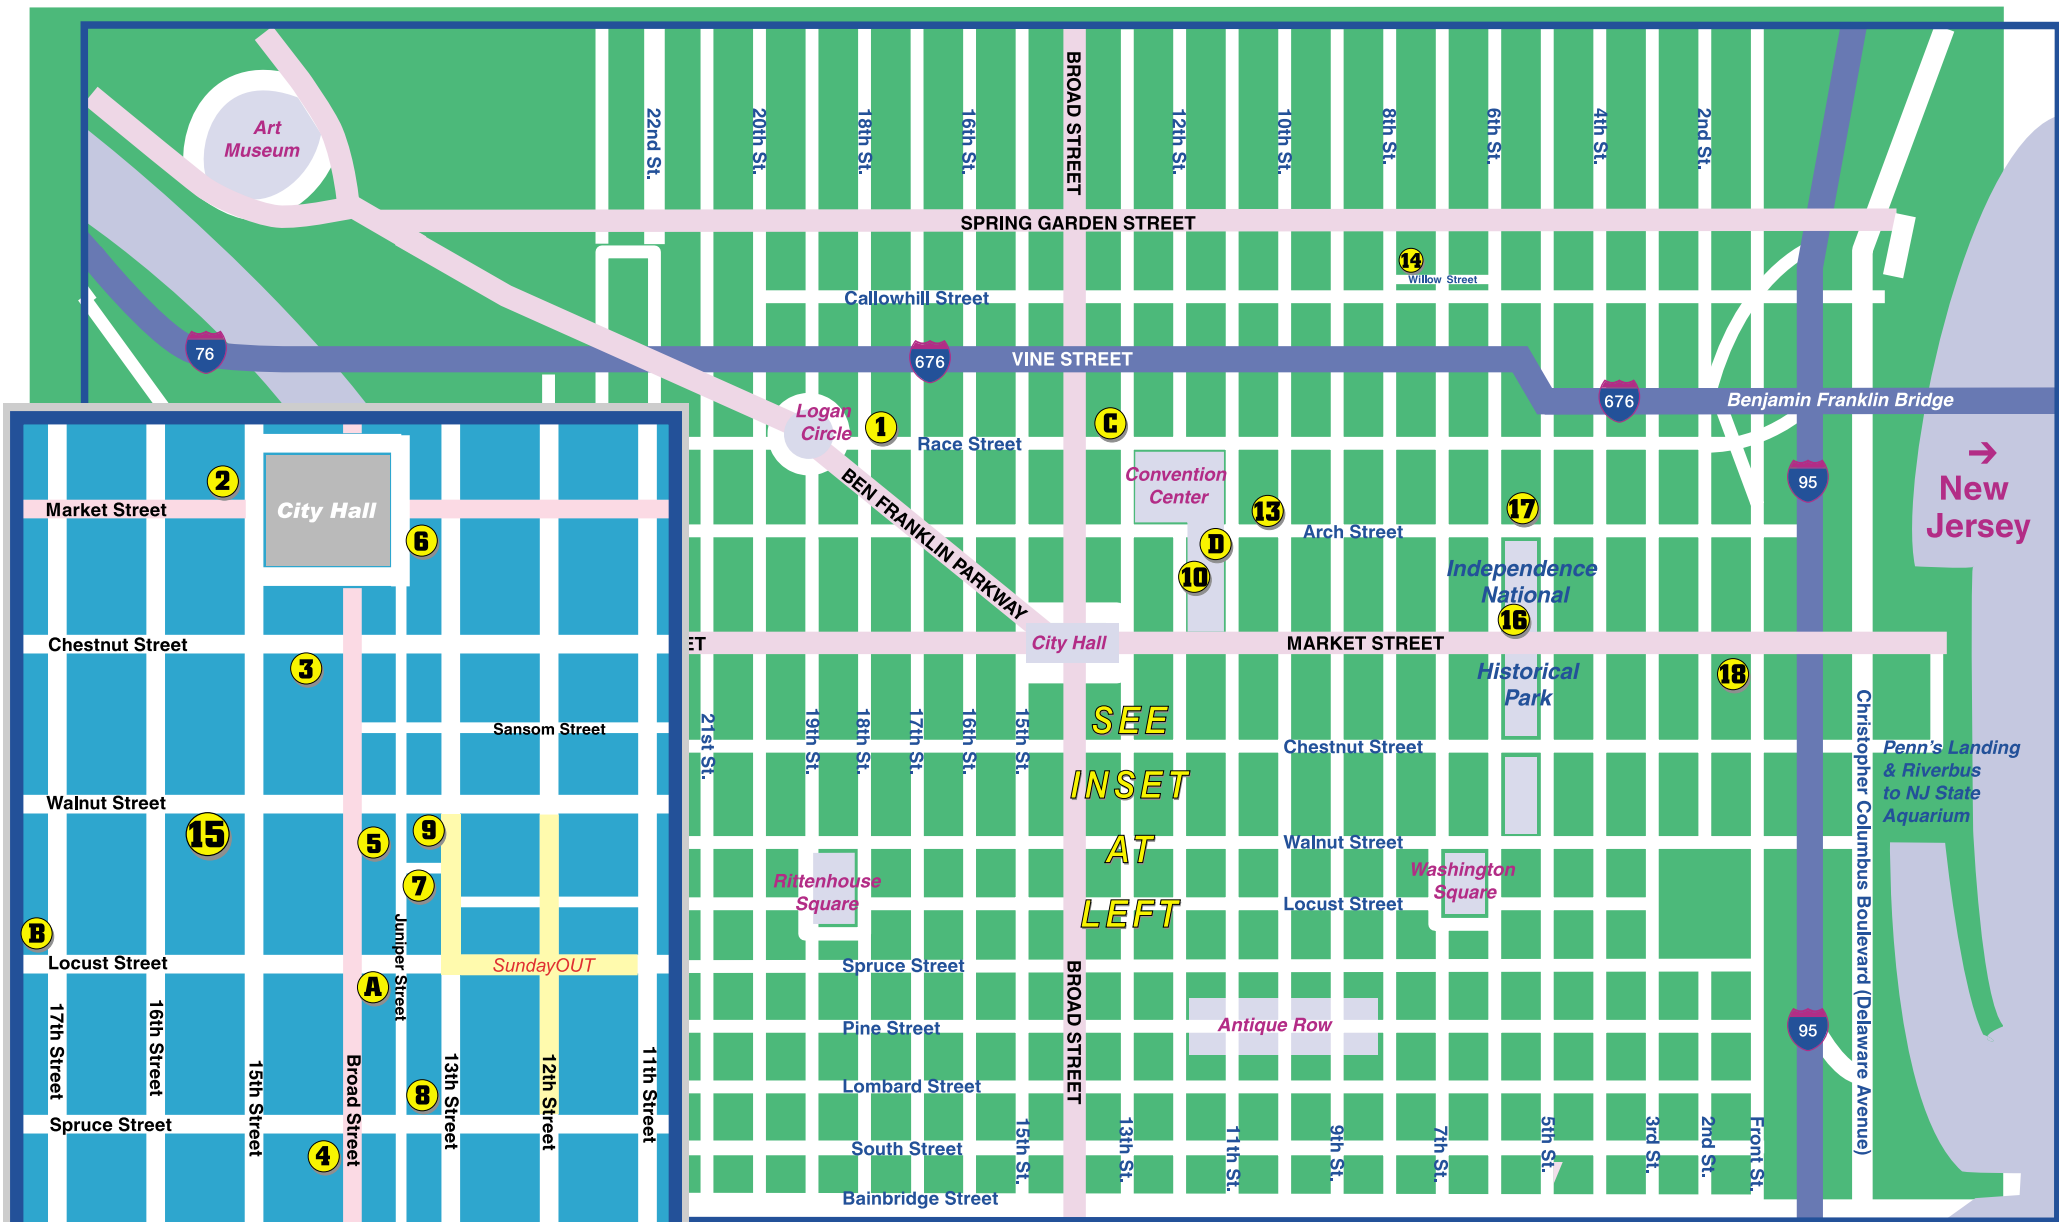 BROAD STREET
22nd St.
20th St.
18th St.
16th St.
12th St.
10th St.
8th St.
6th St.
4th St.
2nd St.
Art
Museum
SPRING GARDEN STREET
14
Willow Street
Callowhill Street
76
676
VINE STREET
676
Benjamin Franklin Bridge
Logan
Circle
1
C
Race Street
BEN FRANKLIN PARKWAY
Convention
Center
13
17
95
→
New
Jersey
Arch Street
D
10
Independence
National
16
ET
City Hall
MARKET STREET
Historical
Park
18
21st St.
19th St.
18th St.
17th St.
16th St.
15th St.
SEE
INSET
AT
LEFT
Chestnut Street
Christopher Columbus Boulevard (Delaware Avenue)
Penn's Landing
& Riverbus
to NJ State
Aquarium
Walnut Street
Rittenhouse
Square
Washington
Square
Locust Street
Spruce Street
BROAD STREET
Antique Row
Pine Street
95
Lombard Street
South Street
Bainbridge Street
15th St.
13th St.
11th St.
9th St.
7th St.
5th St.
3rd St.
2nd St.
Front St.
2
City Hall
Market Street
6
Chestnut Street
3
Sansom Street
Walnut Street
15
5
9
7
B
Juniper Street
Locust Street
SundayOUT
A
17th Street
16th Street
15th Street
Broad Street
13th Street
12th Street
11th Street
8
Spruce Street
4